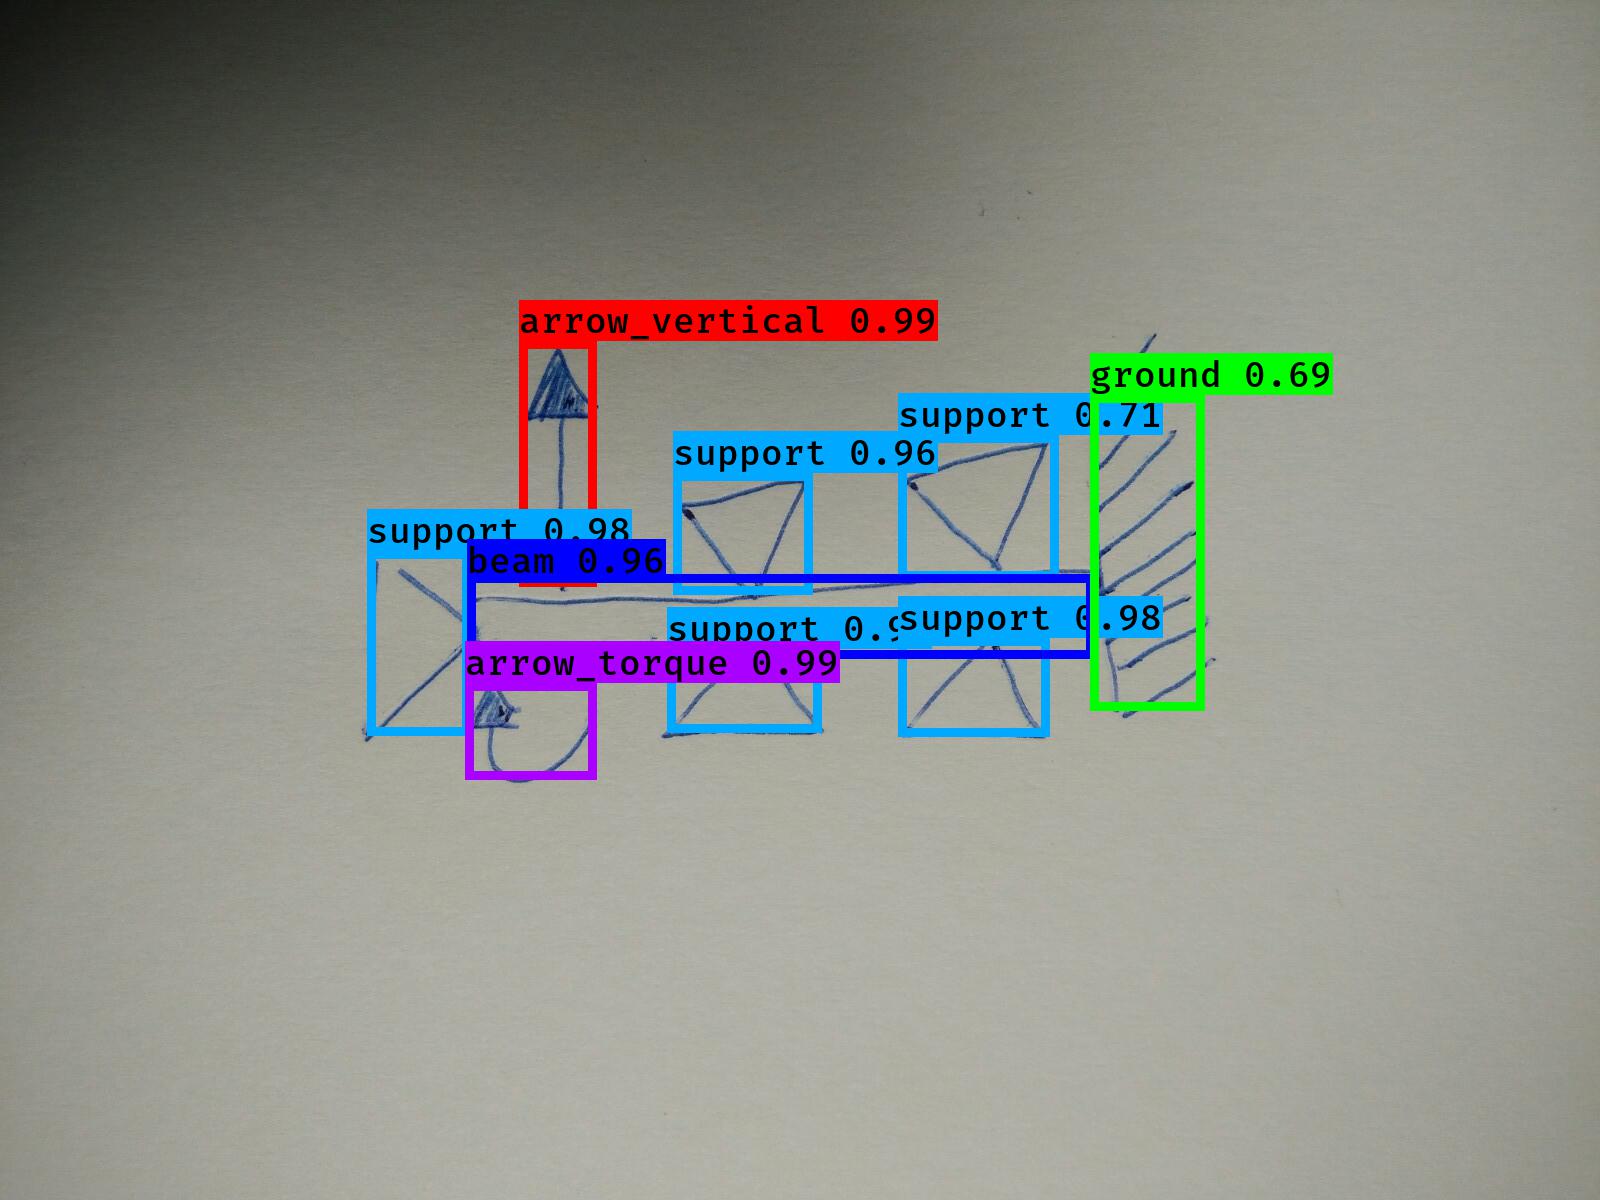 arrow_vertical 0.99
ground 0.69
support 0.71
support 0.96
support 0.98
beam 0.96
support 0.98
support 0.9
arrow_torque 0.99